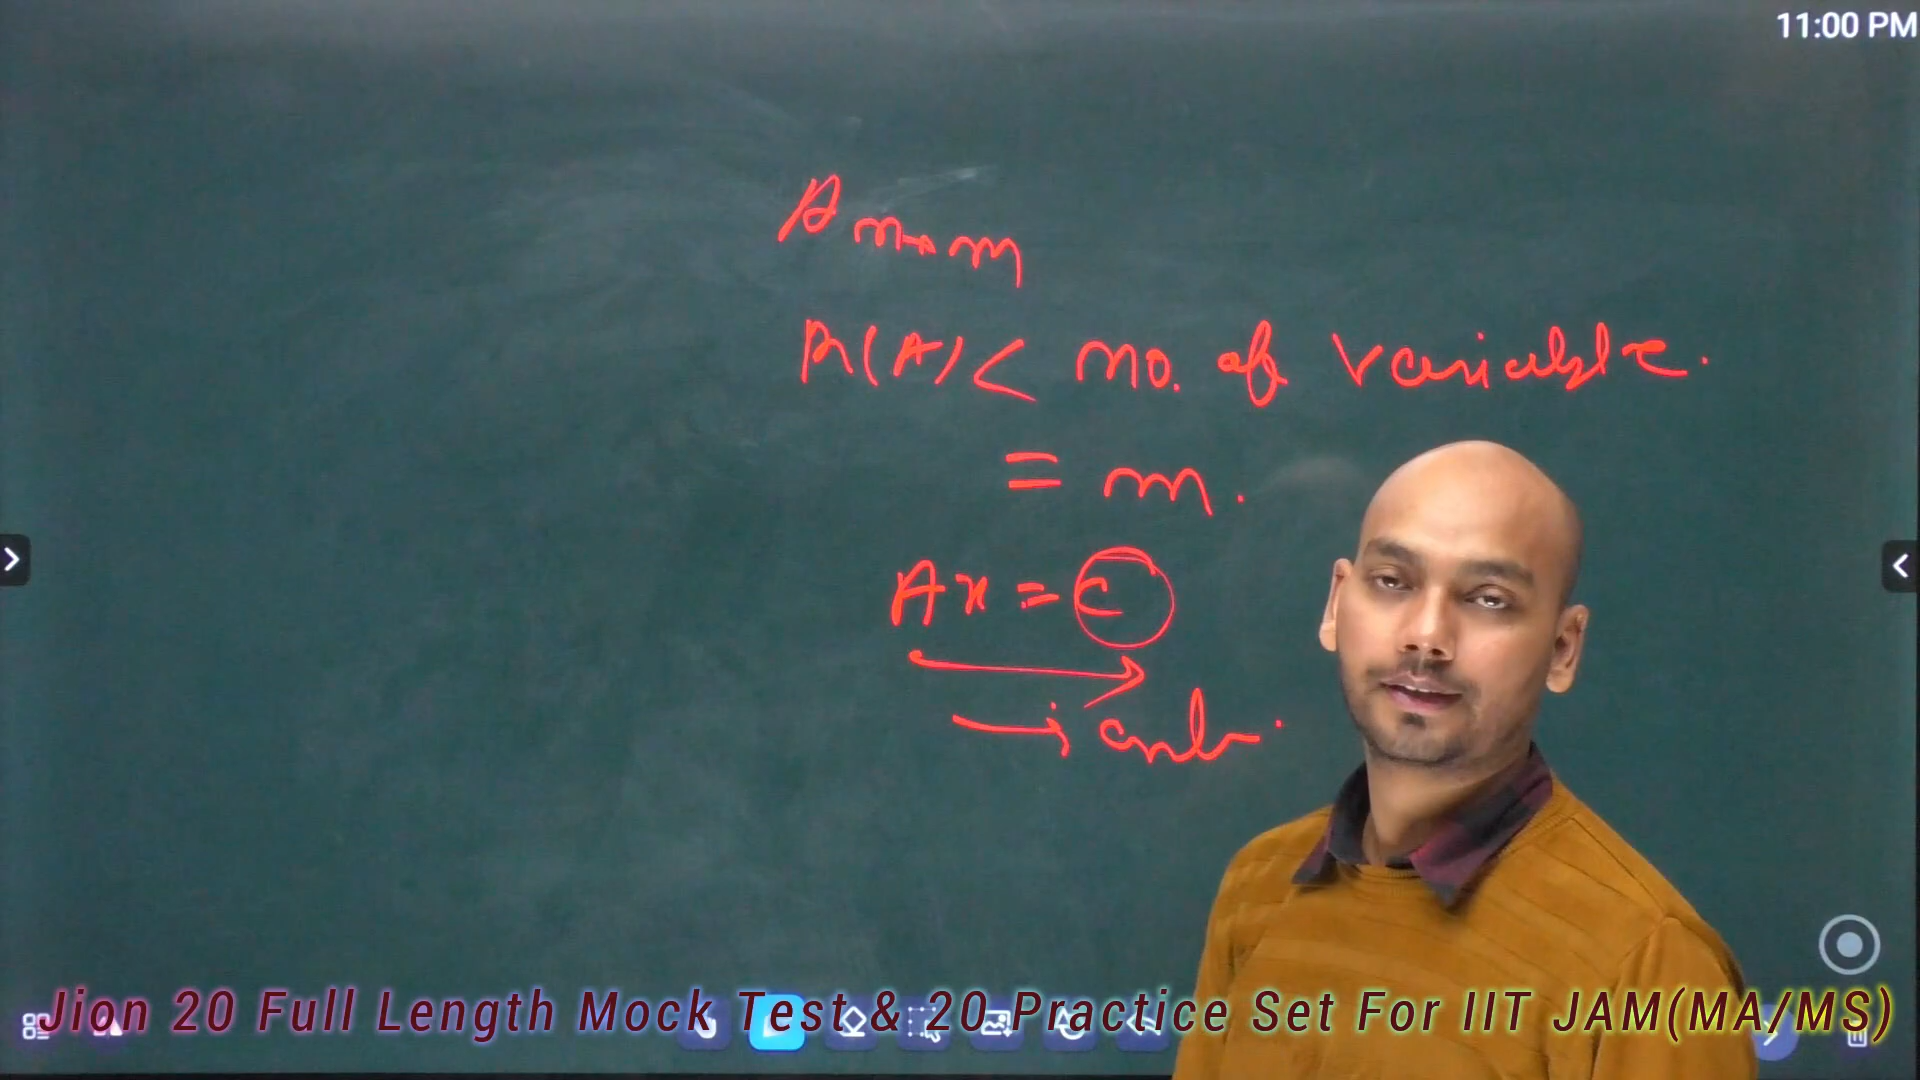 11:00 PM
A m×m
R(A) < no. of variable.
= m.
Ax = c
Jion 20 Full Length Mock Test & 20 Practice Set For IIT JAM(MA/MS)